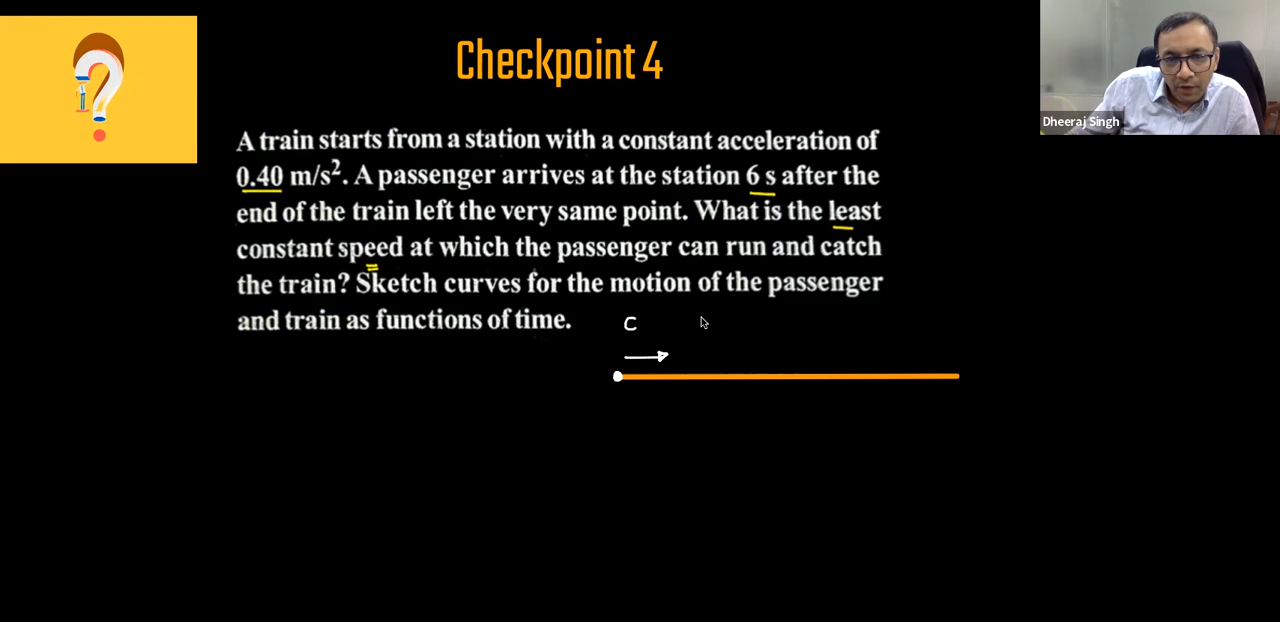 Checkpoint 4
Dheeraj Singh
A train starts from a station with a constant acceleration of
0.40 m/s². A passenger arrives at the station 6 s after the
end of the train left the very same point. What is the least
constant speed at which the passenger can run and catch
the train? Sketch curves for the motion of the passenger
and train as functions of time.
C